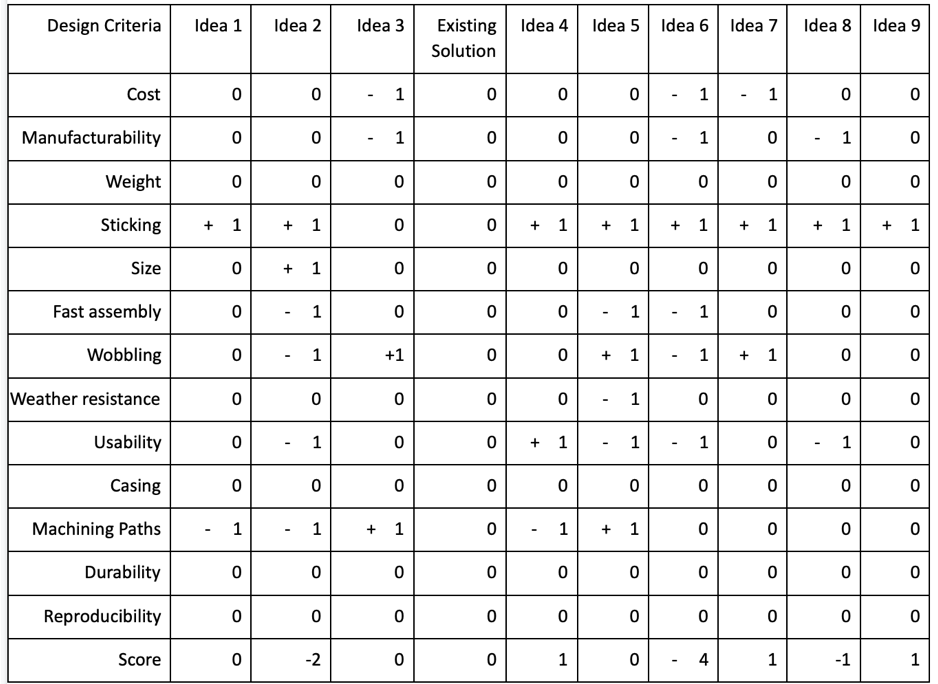 Design Criteria Idea 1 Idea 2 Idea 3 Existing Solution Idea 4 Idea 5 Idea 6 Idea 7 Idea 8 Idea 9
Cost 0 0 - 1 0 0 0 - 1 - 1 0 0
Manufacturability 0 0 - 1 0 0 0 - 1 0 - 1 0
Weight 0 0 0 0 0 0 0 0 0 0
Sticking + 1 + 1 0 0 + 1 + 1 + 1 + 1 + 1 + 1
Size 0 + 1 0 0 0 0 0 0 0 0
Fast assembly 0 - 1 0 0 0 - 1 - 1 0 0 0
Wobbling 0 - 1 +1 0 0 + 1 - 1 + 1 0 0
Weather resistance 0 0 0 0 0 - 1 0 0 0 0
Usability 0 - 1 0 0 + 1 - 1 - 1 0 - 1 0
Casing 0 0 0 0 0 0 0 0 0 0
Machining Paths - 1 - 1 + 1 0 - 1 + 1 0 0 0 0
Durability 0 0 0 0 0 0 0 0 0 0
Reproducibility 0 0 0 0 0 0 0 0 0 0
Score 0 -2 0 0 1 0 - 4 1 -1 1